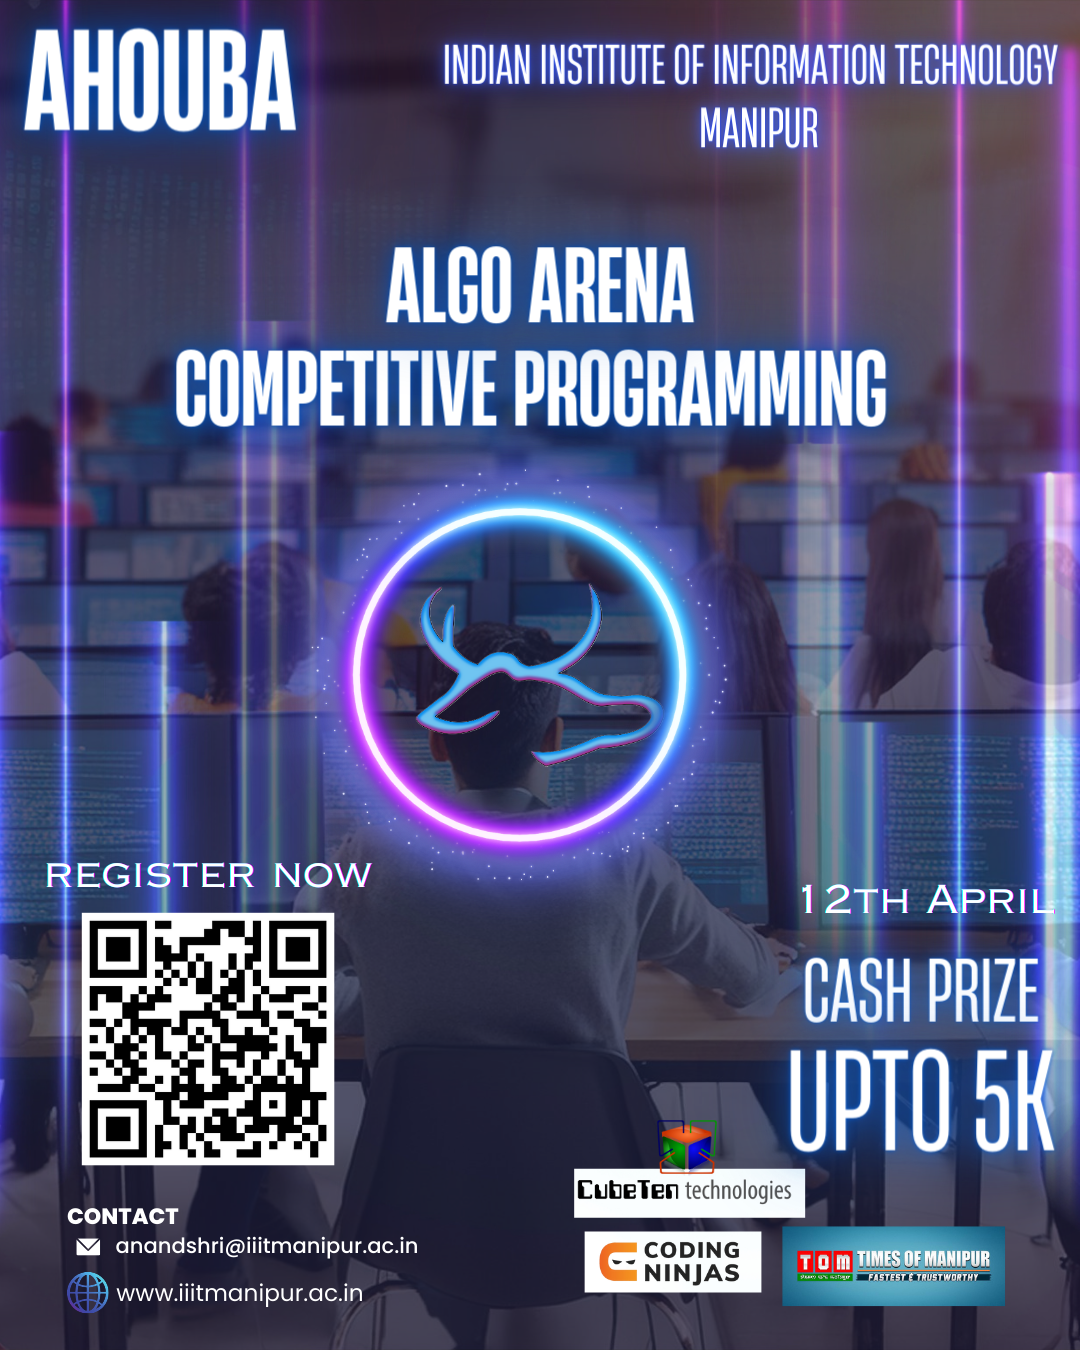 AHOUBA
INDIAN INSTITUTE OF INFORMATION TECHNOLOGY
MANIPUR
ALGO ARENA
COMPETITIVE PROGRAMMING
REGISTER NOW
12TH APRIL
CASH PRIZE
UPTO 5K
CONTACT
anandshri@iiitmanipur.ac.in
www.iiitmanipur.ac.in
CubeTen technologies
CODING
NINJAS
TOM TIMES OF MANIPUR
FASTEST & TRUSTWORTHY